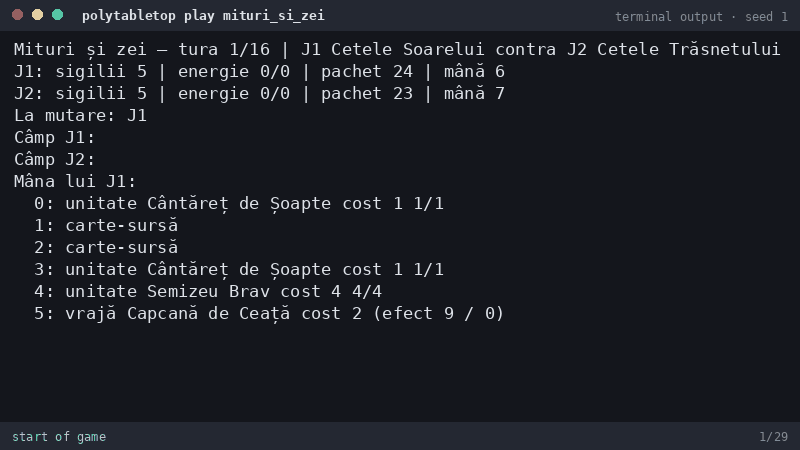 polytabletop play mituri_si_zei
terminal output · seed 1
Mituri și zei — tura 1/16 | J1 Cetele Soarelui contra J2 Cetele Trăsnetului
J1: sigilii 5 | energie 0/0 | pachet 24 | mână 6
J2: sigilii 5 | energie 0/0 | pachet 23 | mână 7
La mutare: J1
Câmp J1:
Câmp J2:
Mâna lui J1:
0: unitate Cântăreț de Șoapte cost 1 1/1
1: carte-sursă
2: carte-sursă
3: unitate Cântăreț de Șoapte cost 1 1/1
4: unitate Semizeu Brav cost 4 4/4
5: vrajă Capcană de Ceață cost 2 (efect 9 / 0)
start of game
1/29